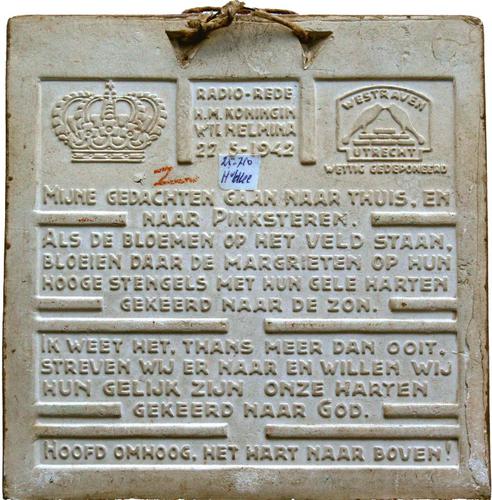 RADIO-REDE
H.M. KONINGIN
WILHELMINA
27-5-1942
WESTRAVEN
UTRECHT
WETTIG GEDEPONEERD
MIJNE GEDACHTEN GAAN NAAR THUIS, EN
NAAR PINKSTEREN.
ALS DE BLOEMEN OP HET VELD STAAN,
BLOEIEN DAAR DE MARGRIETEN OP HUN
HOOGE STENGELS MET HUN GELE HARTEN
GEKEERD NAAR DE ZON.
IK WEET HET, THANS MEER DAN OOIT,
STREVEN WIJ ER NAAR EN WILLEN WIJ
HUN GELIJK ZIJN ONZE HARTEN
GEKEERD NAAR GOD.
HOOFD OMHOOG, HET HART NAAR BOVEN!